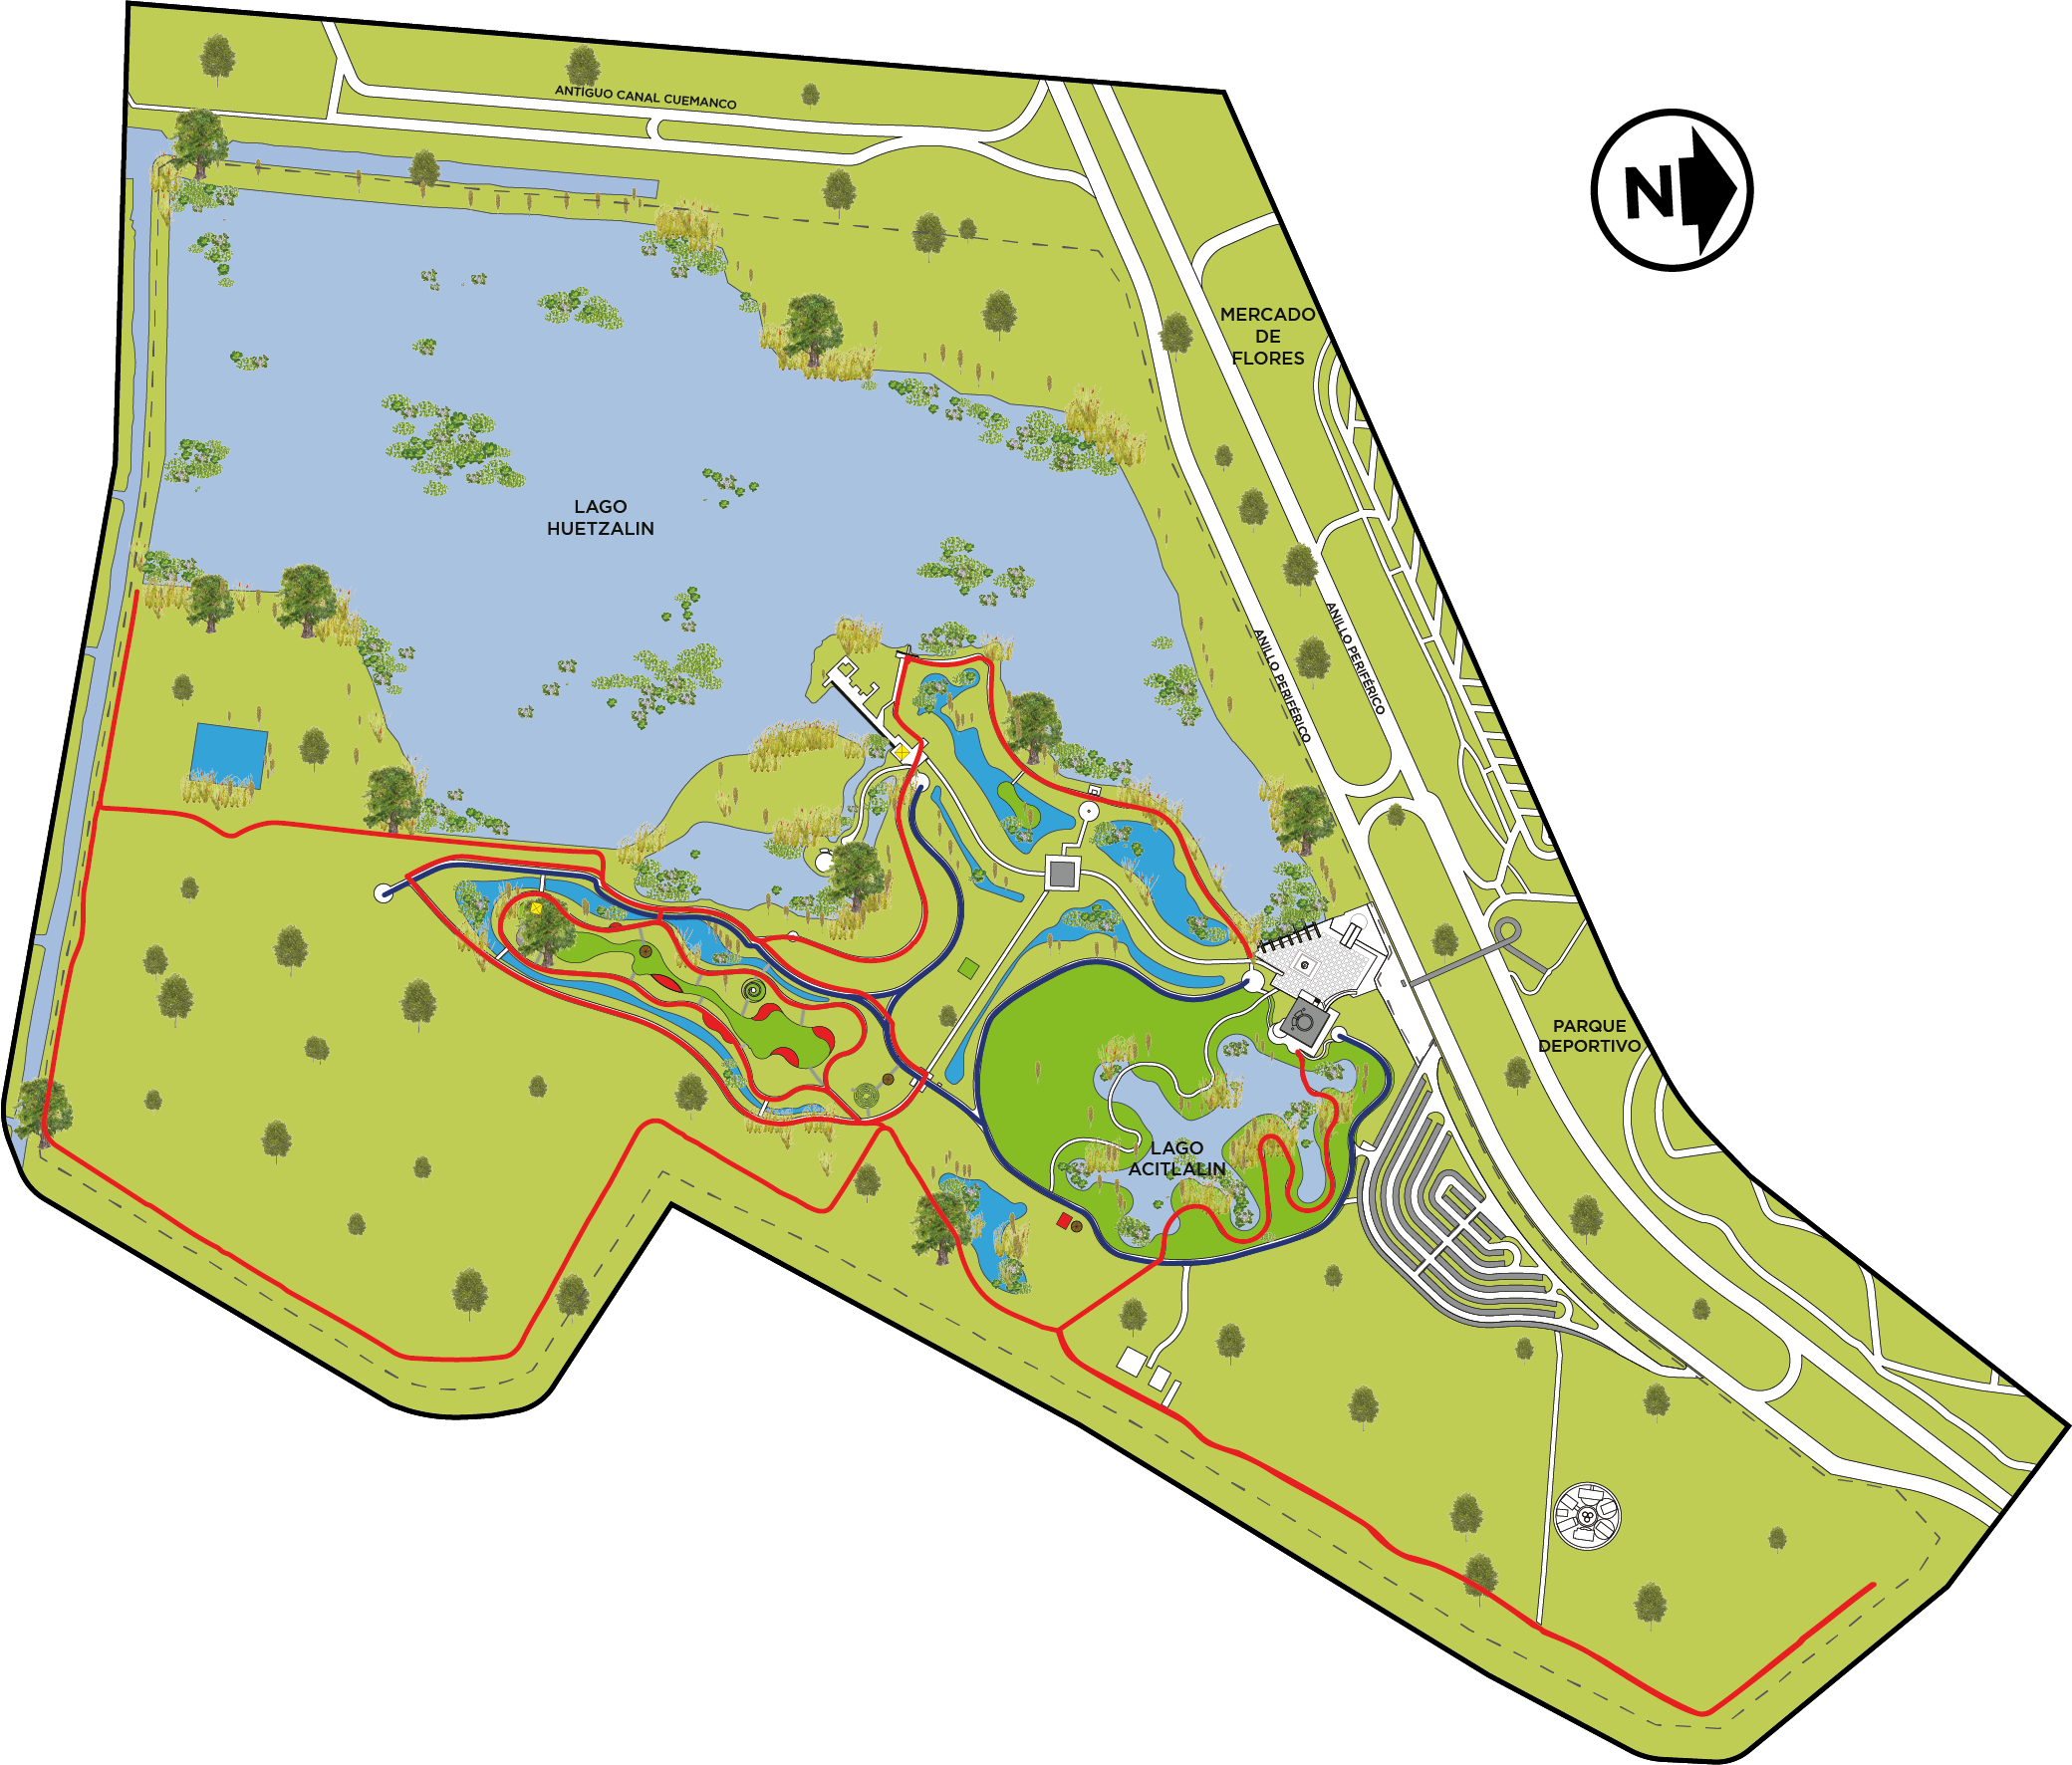 ANTIGUO CANAL CUEMANCO
N
MERCADO
DE
FLORES
LAGO
HUETZALIN
ANILLO PERIFÉRICO
ANILLO PERIFÉRICO
PARQUE
DEPORTIVO
LAGO
ACITLALIN